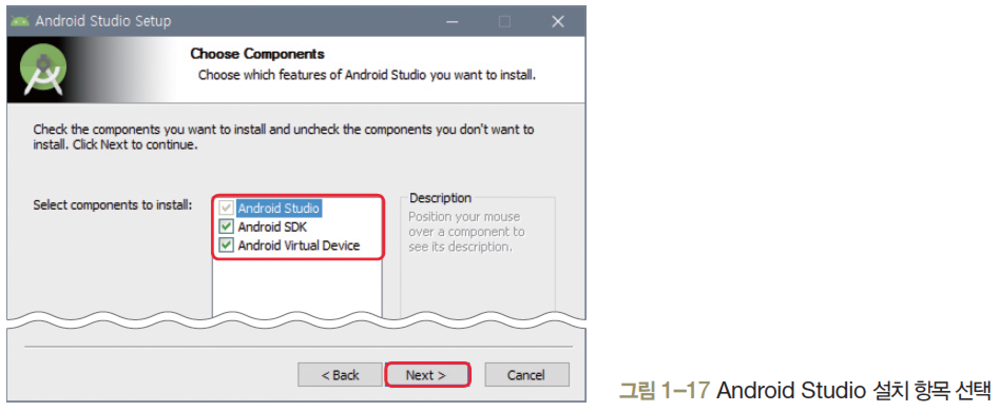 Android Studio Setup
Choose Components
Choose which features of Android Studio you want to install.
Check the components you want to install and uncheck the components you don't want to
install. Click Next to continue.
Select components to install:
Android Studio
Android SDK
Android Virtual Device
Description
Position your mouse
over a component to
see its description.
< Back
Next >
Cancel
그림 1-17 Android Studio 설치 항목 선택